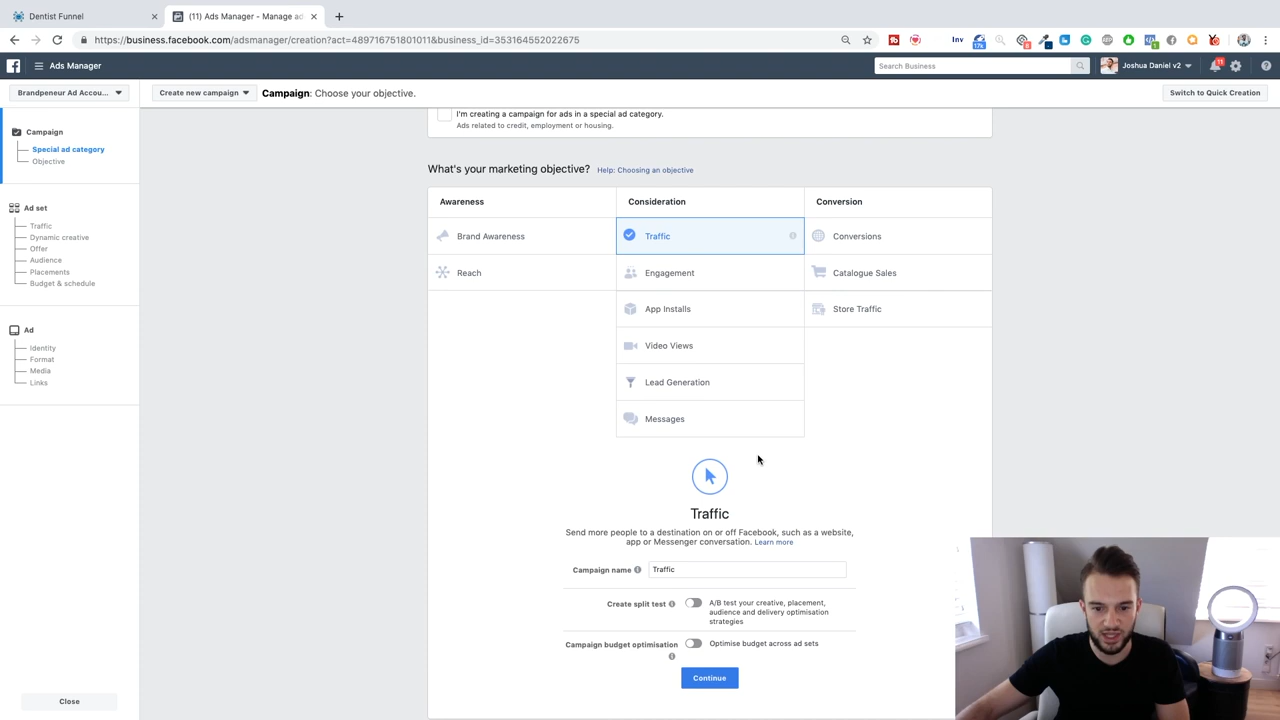 Dentist Funnel
(11) Ads Manager - Manage ad
https://business.facebook.com/adsmanager/creation?act=489716751801011&business_id=353164552022675
Inv
17k
Ads Manager
Search Business
Joshua Daniel v2
11
Brandpeneur Ad Accou...
Create new campaign
Campaign: Choose your objective.
Switch to Quick Creation
Campaign
Special ad category
Objective
Ad set
Traffic
Dynamic creative
Offer
Audience
Placements
Budget & schedule
Ad
Identity
Format
Media
Links
Close
I'm creating a campaign for ads in a special ad category.
Ads related to credit, employment or housing.
What's your marketing objective? Help: Choosing an objective
Awareness Consideration Conversion
Brand Awareness Traffic Conversions
Reach Engagement Catalogue Sales
App Installs Store Traffic
Video Views
Lead Generation
Messages
Traffic
Send more people to a destination on or off Facebook, such as a website,
app or Messenger conversation. Learn more
Campaign name Traffic
Create split test A/B test your creative, placement,
audience and delivery optimisation
strategies
Campaign budget optimisation Optimise budget across ad sets
Continue